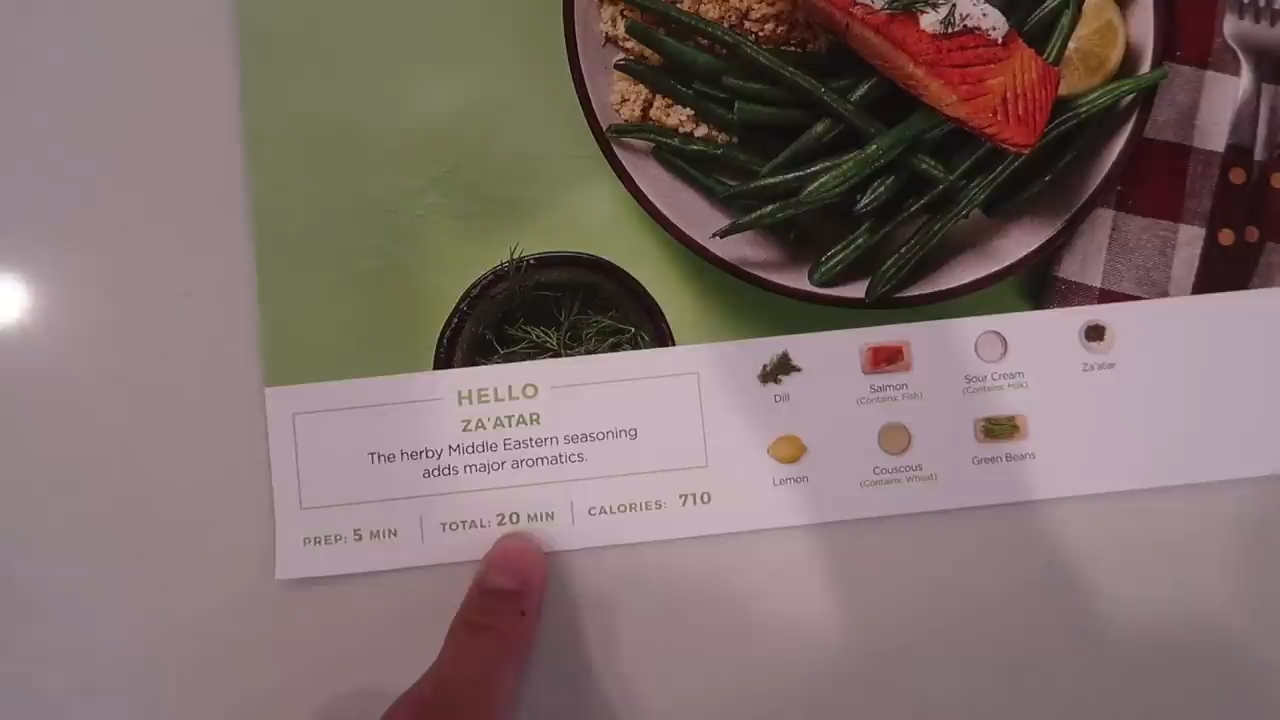 HELLO
ZA'ATAR
The herby Middle Eastern seasoning
adds major aromatics.
PREP: 5 MIN
TOTAL: 20 MIN
CALORIES: 710
Dill
Salmon
(Contains: Fish)
Sour Cream
(Contains: Milk)
Za'atar
Lemon
Couscous
(Contains: Wheat)
Green Beans